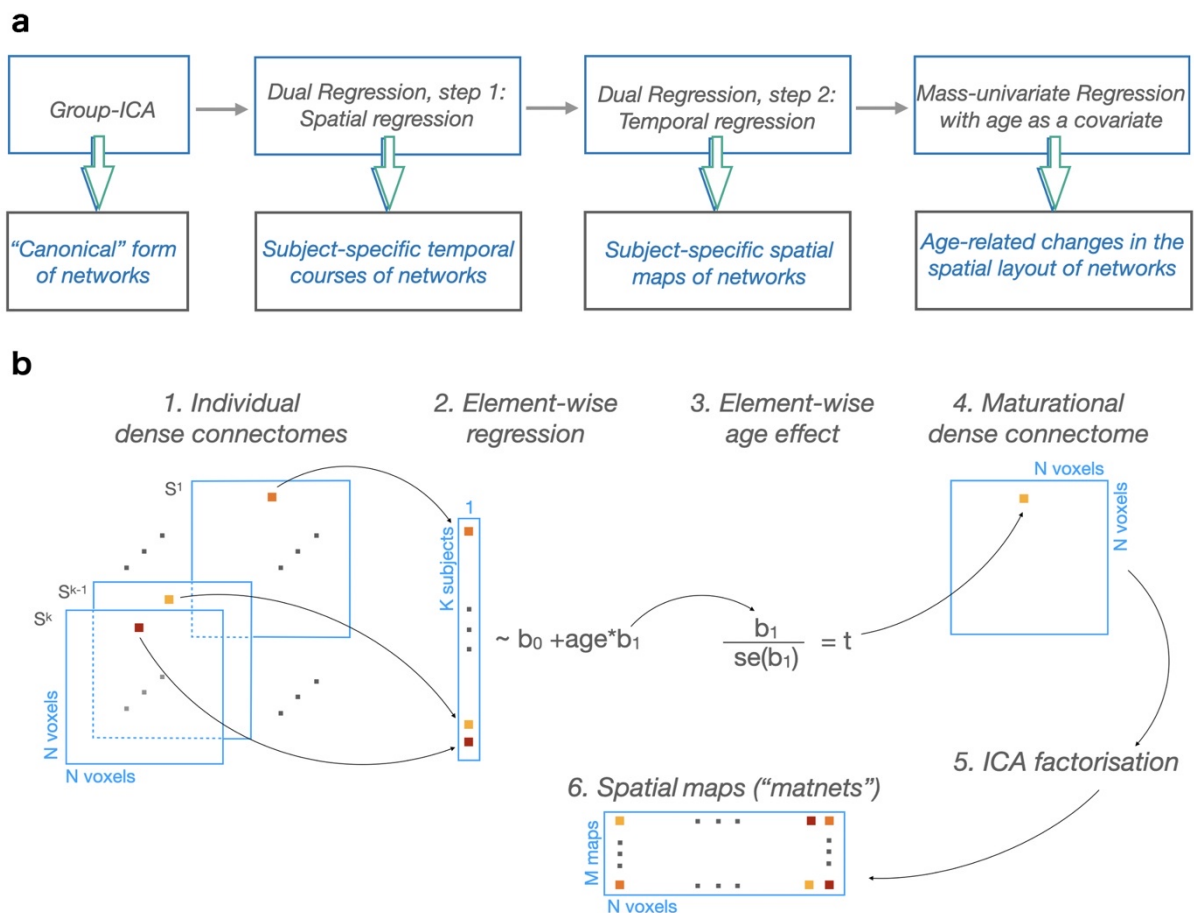 a
Group-ICA
Dual Regression, step 1:
Spatial regression
Dual Regression, step 2:
Temporal regression
Mass-univariate Regression
with age as a covariate
“Canonical” form
of networks
Subject-specific temporal
courses of networks
Subject-specific spatial
maps of networks
Age-related changes in the
spatial layout of networks
b
1. Individual
dense connectomes
2. Element-wise
regression
3. Element-wise
age effect
4. Maturational
dense connectome
S¹
Sᵏ⁻¹
Sᵏ
N voxels
N voxels
1
K subjects
~ b₀ +age*b₁
b₁
se(b₁)
= t
N voxels
N voxels
5. ICA factorisation
6. Spatial maps (“matnets”)
M maps
N voxels